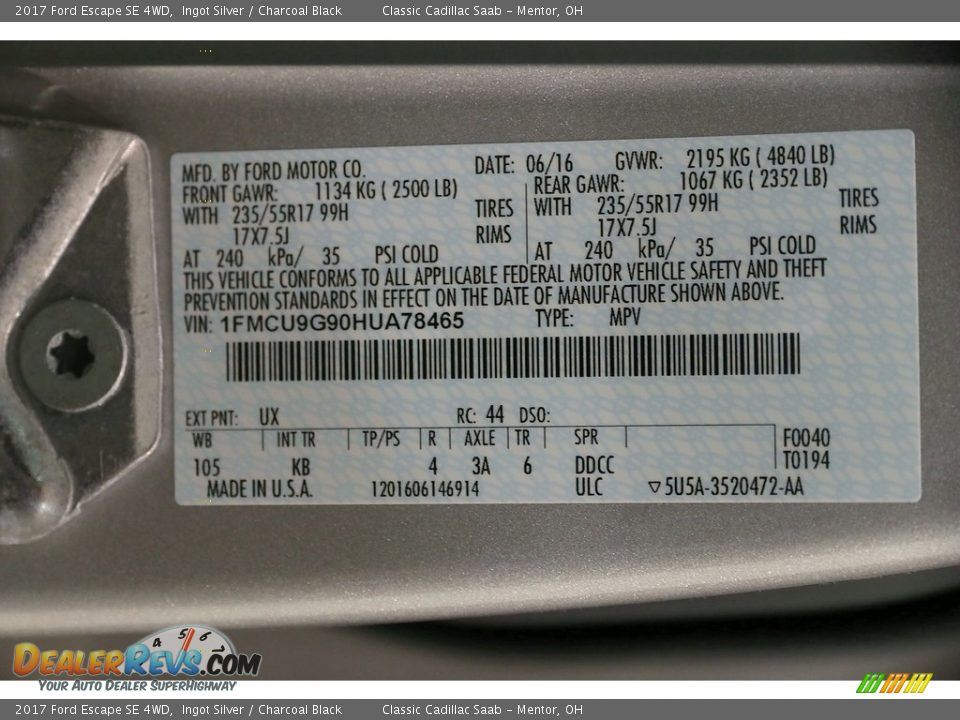 2017 Ford Escape SE 4WD, Ingot Silver / Charcoal Black Classic Cadillac Saab - Mentor, OH
MFD. BY FORD MOTOR CO. DATE: 06/16 GVWR: 2195 KG ( 4840 LB)
FRONT GAWR: 1134 KG ( 2500 LB) REAR GAWR: 1067 KG ( 2352 LB)
WITH 235/55R17 99H TIRES WITH 235/55R17 99H TIRES
17X7.5J RIMS 17X7.5J RIMS
AT 240 kPa/ 35 PSI COLD AT 240 kPa/ 35 PSI COLD
THIS VEHICLE CONFORMS TO ALL APPLICABLE FEDERAL MOTOR VEHICLE SAFETY AND THEFT
PREVENTION STANDARDS IN EFFECT ON THE DATE OF MANUFACTURE SHOWN ABOVE.
VIN: 1FMCU9G90HUA78465 TYPE: MPV
EXT PNT: UX RC: 44 DSO:
WB INT TR TP/PS R AXLE TR SPR F0040
105 KB 4 3A 6 DDCC T0194
MADE IN U.S.A. 1201606146914 ULC ▽5U5A-3520472-AA
4 5 6
DEALERREVS.COM
YOUR AUTO DEALER SUPERHIGHWAY
2017 Ford Escape SE 4WD, Ingot Silver / Charcoal Black Classic Cadillac Saab - Mentor, OH